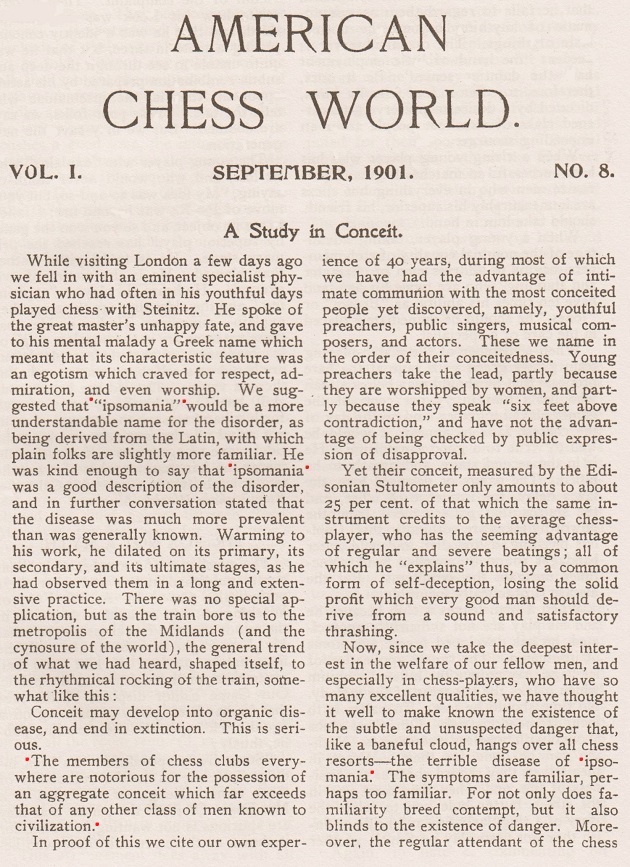 AMERICAN
CHESS WORLD.
VOL. I. SEPTEMBER, 1901. NO. 8.
A Study in Conceit.
While visiting London a few days ago
we fell in with an eminent specialist phy-
sician who had often in his youthful days
played chess with Steinitz. He spoke of
the great master's unhappy fate, and gave
to his mental malady a Greek name which
meant that its characteristic feature was
an egotism which craved for respect, ad-
miration, and even worship. We sug-
gested that "ipsomania" would be a more
understandable name for the disorder, as
being derived from the Latin, with which
plain folks are slightly more familiar. He
was kind enough to say that ipsomania
was a good description of the disorder,
and in further conversation stated that
the disease was much more prevalent
than was generally known. Warming to
his work, he dilated on its primary, its
secondary, and its ultimate stages, as he
had observed them in a long and exten-
sive practice. There was no special ap-
plication, but as the train bore us to the
metropolis of the Midlands (and the
cynosure of the world), the general trend
of what we had heard, shaped itself, to
the rhythmical rocking of the train, some-
what like this:
Conceit may develop into organic dis-
ease, and end in extinction. This is seri-
ous.
The members of chess clubs every-
where are notorious for the possession of
an aggregate conceit which far exceeds
that of any other class of men known to
civilization.
In proof of this we cite our own exper-
ience of 40 years, during most of which
we have had the advantage of inti-
mate communion with the most conceited
people yet discovered, namely, youthful
preachers, public singers, musical com-
posers, and actors. These we name in
the order of their conceitedness. Young
preachers take the lead, partly because
they are worshipped by women, and part-
ly because they speak "six feet above
contradiction," and have not the advan-
tage of being checked by public expres-
sion of disapproval.
Yet their conceit, measured by the Edi-
sonian Stultometer only amounts to about
25 per cent. of that which the same in-
strument credits to the average chess-
player, who has the seeming advantage
of regular and severe beatings; all of
which he "explains" thus, by a common
form of self-deception, losing the solid
profit which every good man should de-
rive from a sound and satisfactory
thrashing.
Now, since we take the deepest inter-
est in the welfare of our fellow men, and
especially in chess-players, who have so
many excellent qualities, we have thought
it well to make known the existence of
the subtle and unsuspected danger that,
like a baneful cloud, hangs over all chess
resorts—the terrible disease of ipso-
mania. The symptoms are familiar, per-
haps too familiar. For not only does fa-
miliarity breed contempt, but it also
blinds to the existence of danger. More-
over, the regular attendant of the chess